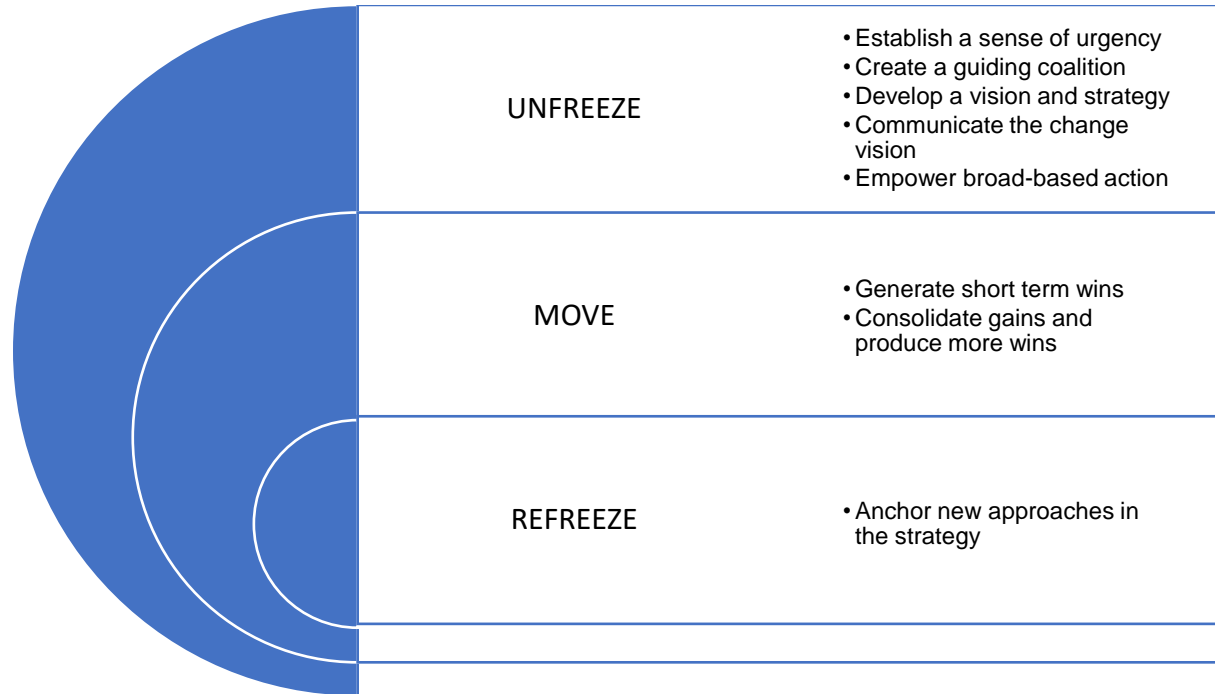 UNFREEZE
• Establish a sense of urgency
• Create a guiding coalition
• Develop a vision and strategy
• Communicate the change
vision
• Empower broad-based action
MOVE
• Generate short term wins
• Consolidate gains and
produce more wins
REFREEZE
• Anchor new approaches in
the strategy